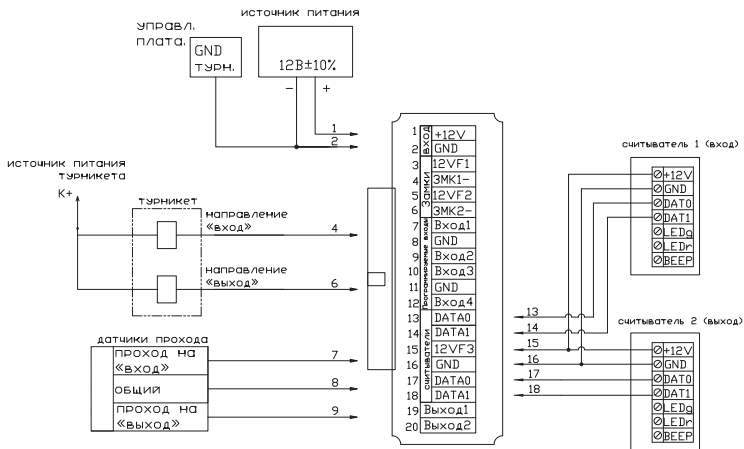 источник питания
управл.
плата.
GND
турн.
12В±10%
− +
1
2
источник питания
турникета
К+
турникет
направление
«вход»
4
направление
«выход»
6
датчики прохода
проход на
«вход»
7
общий
8
проход на
«выход»
9
вход
Замки
Программируемые входы
считыватели
1 +12V
2 GND
3 12VF1
4 ЗМК1-
5 12VF2
6 ЗМК2-
7 Вход1
8 GND
9 Вход2
10 Вход3
11 GND
12 Вход4
13 DATA0
14 DATA1
15 12VF3
16 GND
17 DATA0
18 DATA1
19 Выход1
20 Выход2
13
14
15
16
17
18
считыватель 1 (вход)
+12V
GND
DAT0
DAT1
LEDg
LEDr
BEEP
считыватель 2 (выход)
+12V
GND
DAT0
DAT1
LEDg
LEDr
BEEP